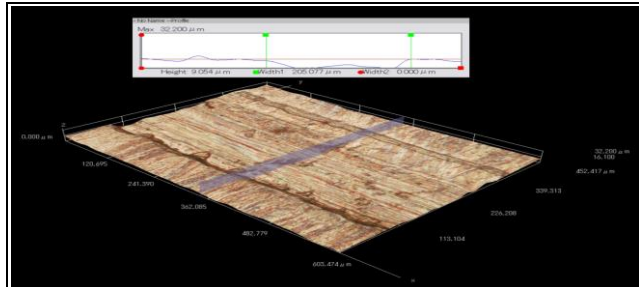 - No Name - Profile
Max 32.200 μm
Height 9.054 μm Width1 205.077 μm Width2 0.000 μm
Y
Z
0.000 μm
32.200 μm
16.100
120.695
452.417 μm
241.390
339.313
362.085
226.208
482.779
113.104
603.474 μm
X